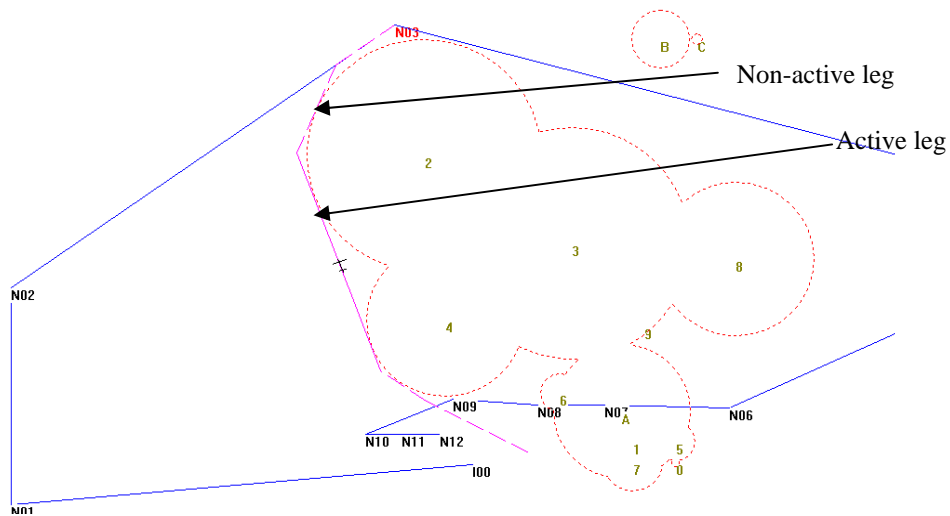 N03
B C
Non-active leg
Active leg
2
3
8
N02
4
9
6
N09 N08 N07 N06
A
N10 N11 N12
1 5
I00 7 0
N01